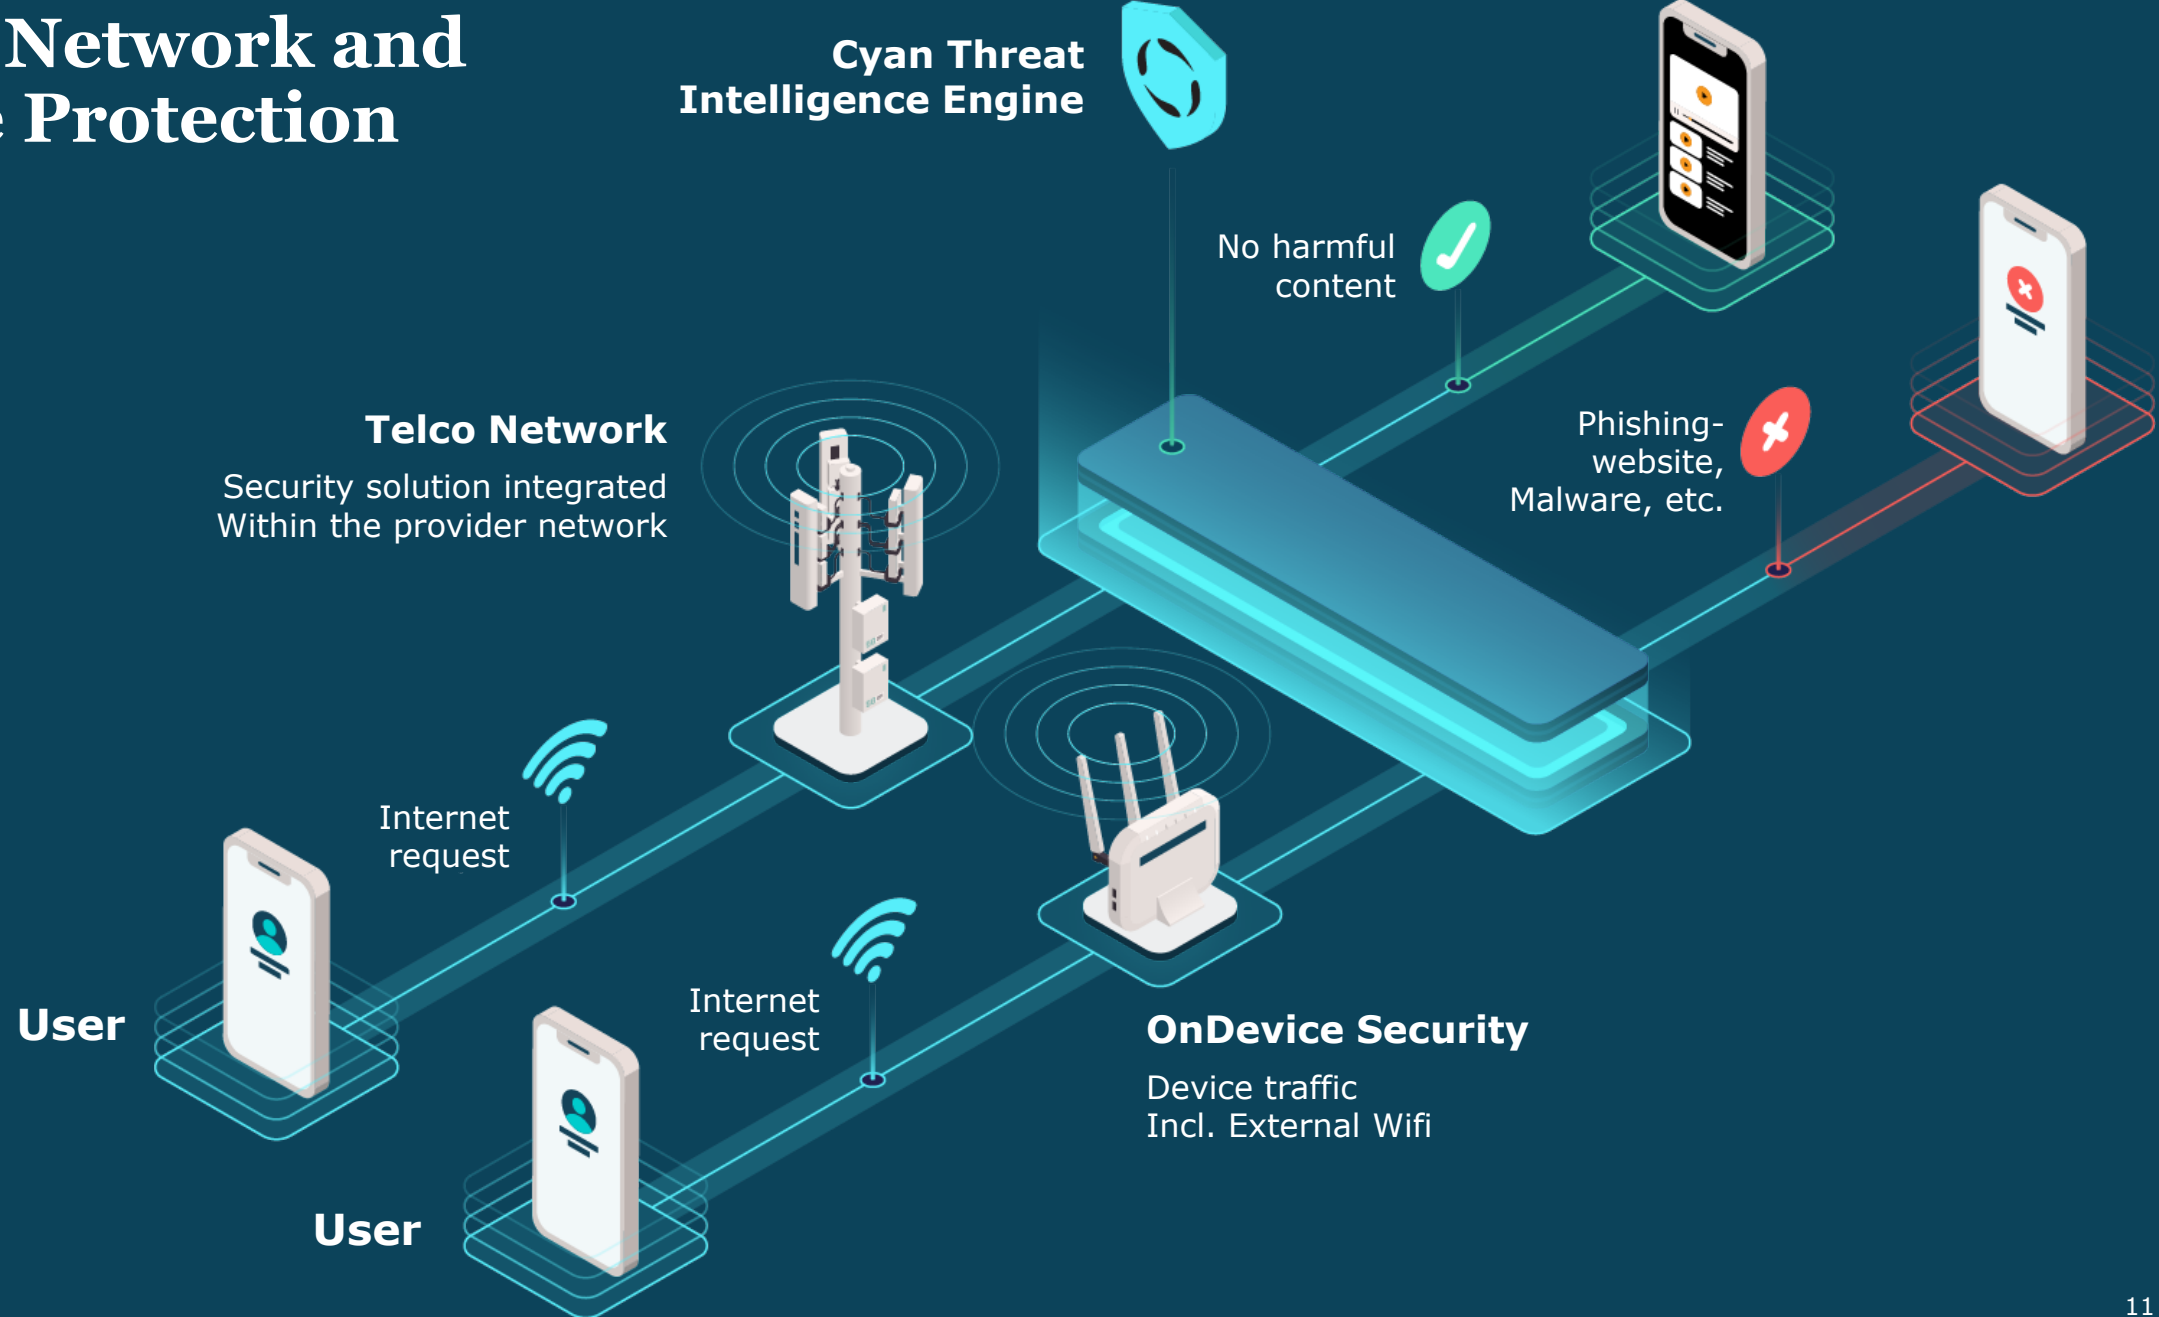 Network and
Protection
Cyan Threat
Intelligence Engine
No harmful
content
Phishing-
website,
Malware, etc.
Telco Network
Security solution integrated
Within the provider network
Internet
request
Internet
request
User
User
OnDevice Security
Device traffic
Incl. External Wifi
11